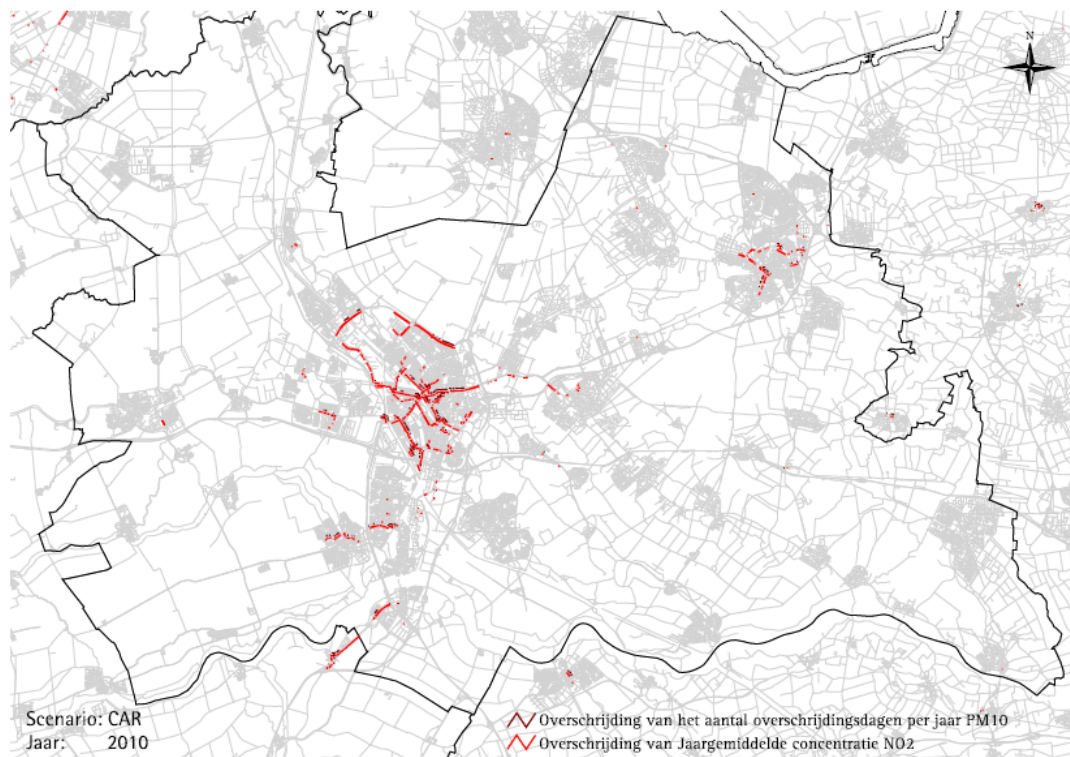 N
Scenario: CAR
Jaar: 2010
Overschrijding van het aantal overschrijdingsdagen per jaar PM10
Overschrijding van Jaargemiddelde concentratie NO2